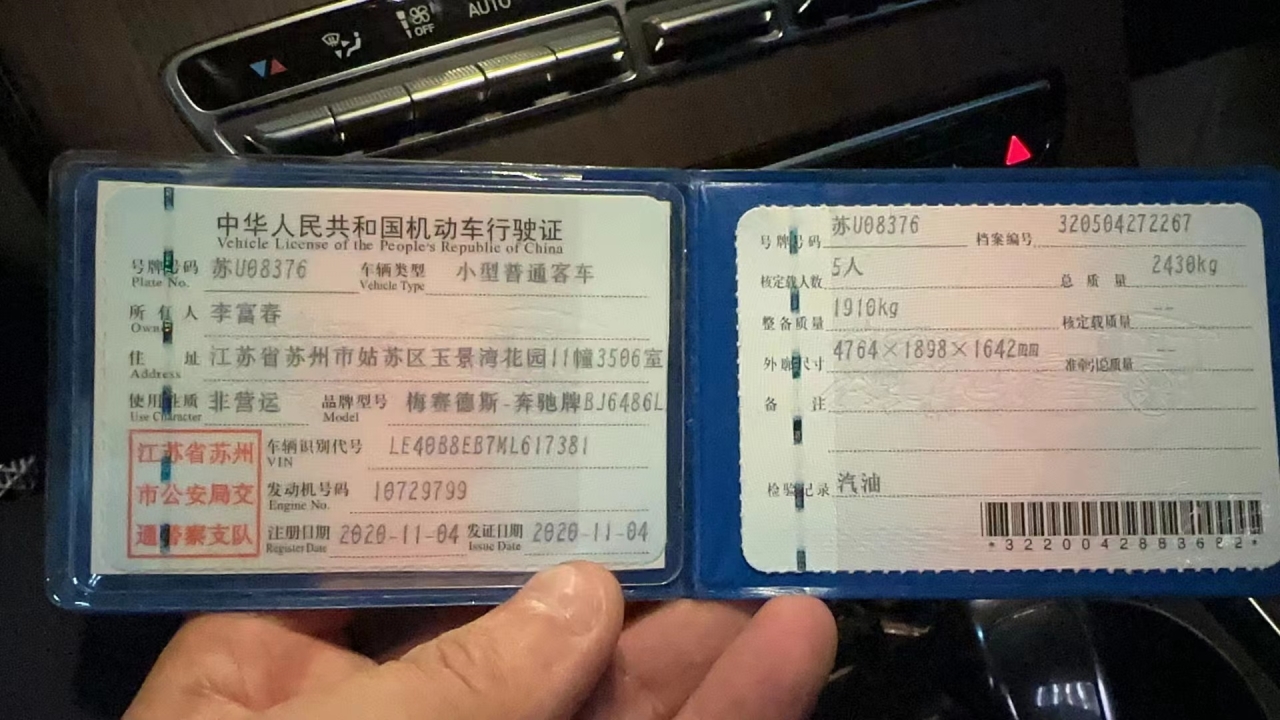 AUTO
OFF
中华人民共和国机动车行驶证
Vehicle License of the People's Republic of China
号牌号码 苏U08376 车辆类型 小型普通客车
Plate No. Vehicle Type
所有人 李富春
Owner
住址 江苏省苏州市姑苏区玉景湾花园11幢3506室
Address
使用性质 非营运 品牌型号 梅赛德斯-奔驰牌BJ6486L
Use Character Model
江苏省苏州市公安局交通警察支队
车辆识别代号 LE40B8EB7ML617381
VIN
发动机号码 10729799
Engine No.
注册日期 2020-11-04 发证日期 2020-11-04
Register Date Issue Date
号牌号码 苏U08376 档案编号 320504272267
核定载人数 5人 总质量 2430kg
整备质量 1910kg 核定载质量 --
外廓尺寸 4764×1898×1642mm 准牵引总质量 --
备注
检验记录 汽油
*3220042883682*